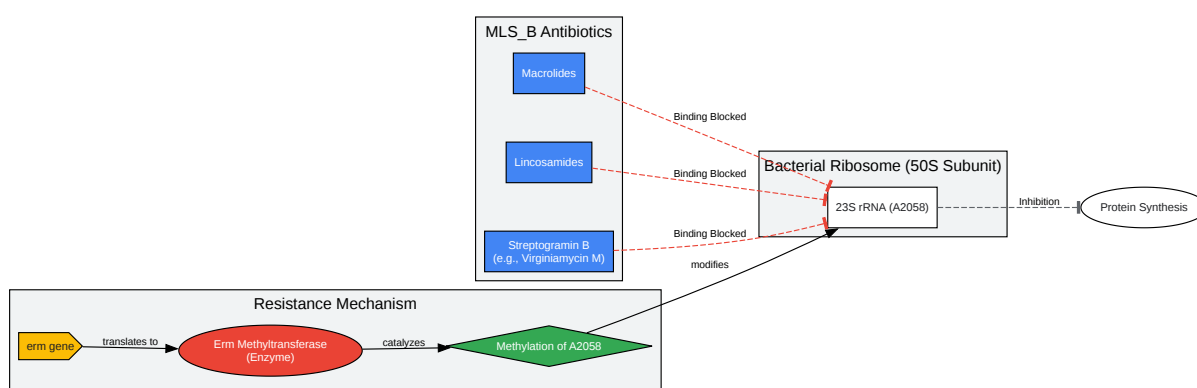 MLS_B Antibiotics
Macrolides
Binding Blocked
Lincosamides
Binding Blocked
Streptogramin B
(e.g., Virginiamycin M)
Binding Blocked
Bacterial Ribosome (50S Subunit)
23S rRNA (A2058)
Inhibition
Protein Synthesis
modifies
Resistance Mechanism
erm gene
translates to
Erm Methyltransferase
(Enzyme)
catalyzes
Methylation of A2058